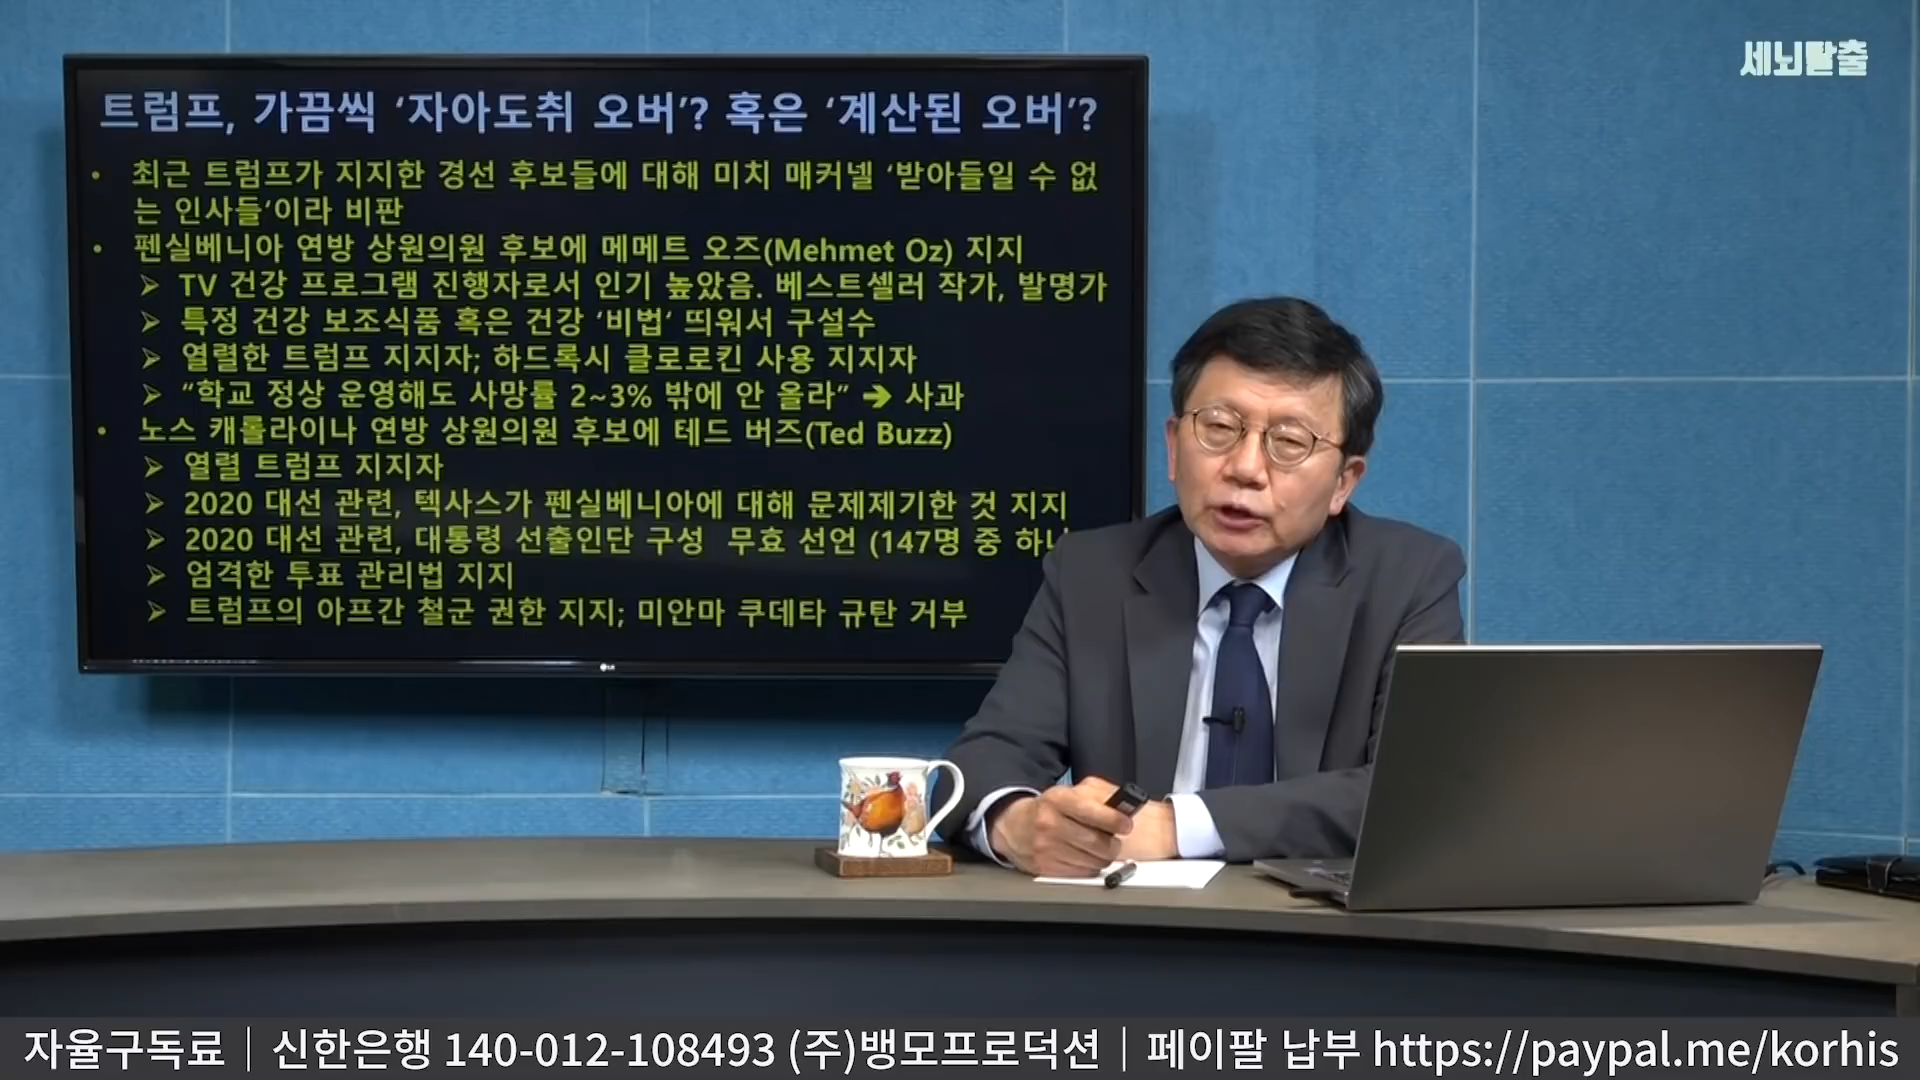 세뇌탈출
트럼프, 가끔씩 ‘자아도취 오버’? 혹은 ‘계산된 오버’?
• 최근 트럼프가 지지한 경선 후보들에 대해 미치 매커넬 ‘받아들일 수 없
는 인사들’이라 비판
• 펜실베니아 연방 상원의원 후보에 메메트 오즈(Mehmet Oz) 지지
➢ TV 건강 프로그램 진행자로서 인기 높았음. 베스트셀러 작가, 발명가
➢ 특정 건강 보조식품 혹은 건강 ‘비법’ 띄워서 구설수
➢ 열렬한 트럼프 지지자; 하드록시 클로로킨 사용 지지자
➢ “학교 정상 운영해도 사망률 2~3% 밖에 안 올라” ➔ 사과
• 노스 캐롤라이나 연방 상원의원 후보에 테드 버즈(Ted Buzz)
➢ 열렬 트럼프 지지자
➢ 2020 대선 관련, 텍사스가 펜실베니아에 대해 문제제기한 것 지지
➢ 2020 대선 관련, 대통령 선출인단 구성 무효 선언 (147명 중 하나
➢ 엄격한 투표 관리법 지지
➢ 트럼프의 아프간 철군 권한 지지; 미안마 쿠데타 규탄 거부
LG
자율구독료｜신한은행 140-012-108493 (주)뱅모프로덕션｜페이팔 납부 https://paypal.me/korhis